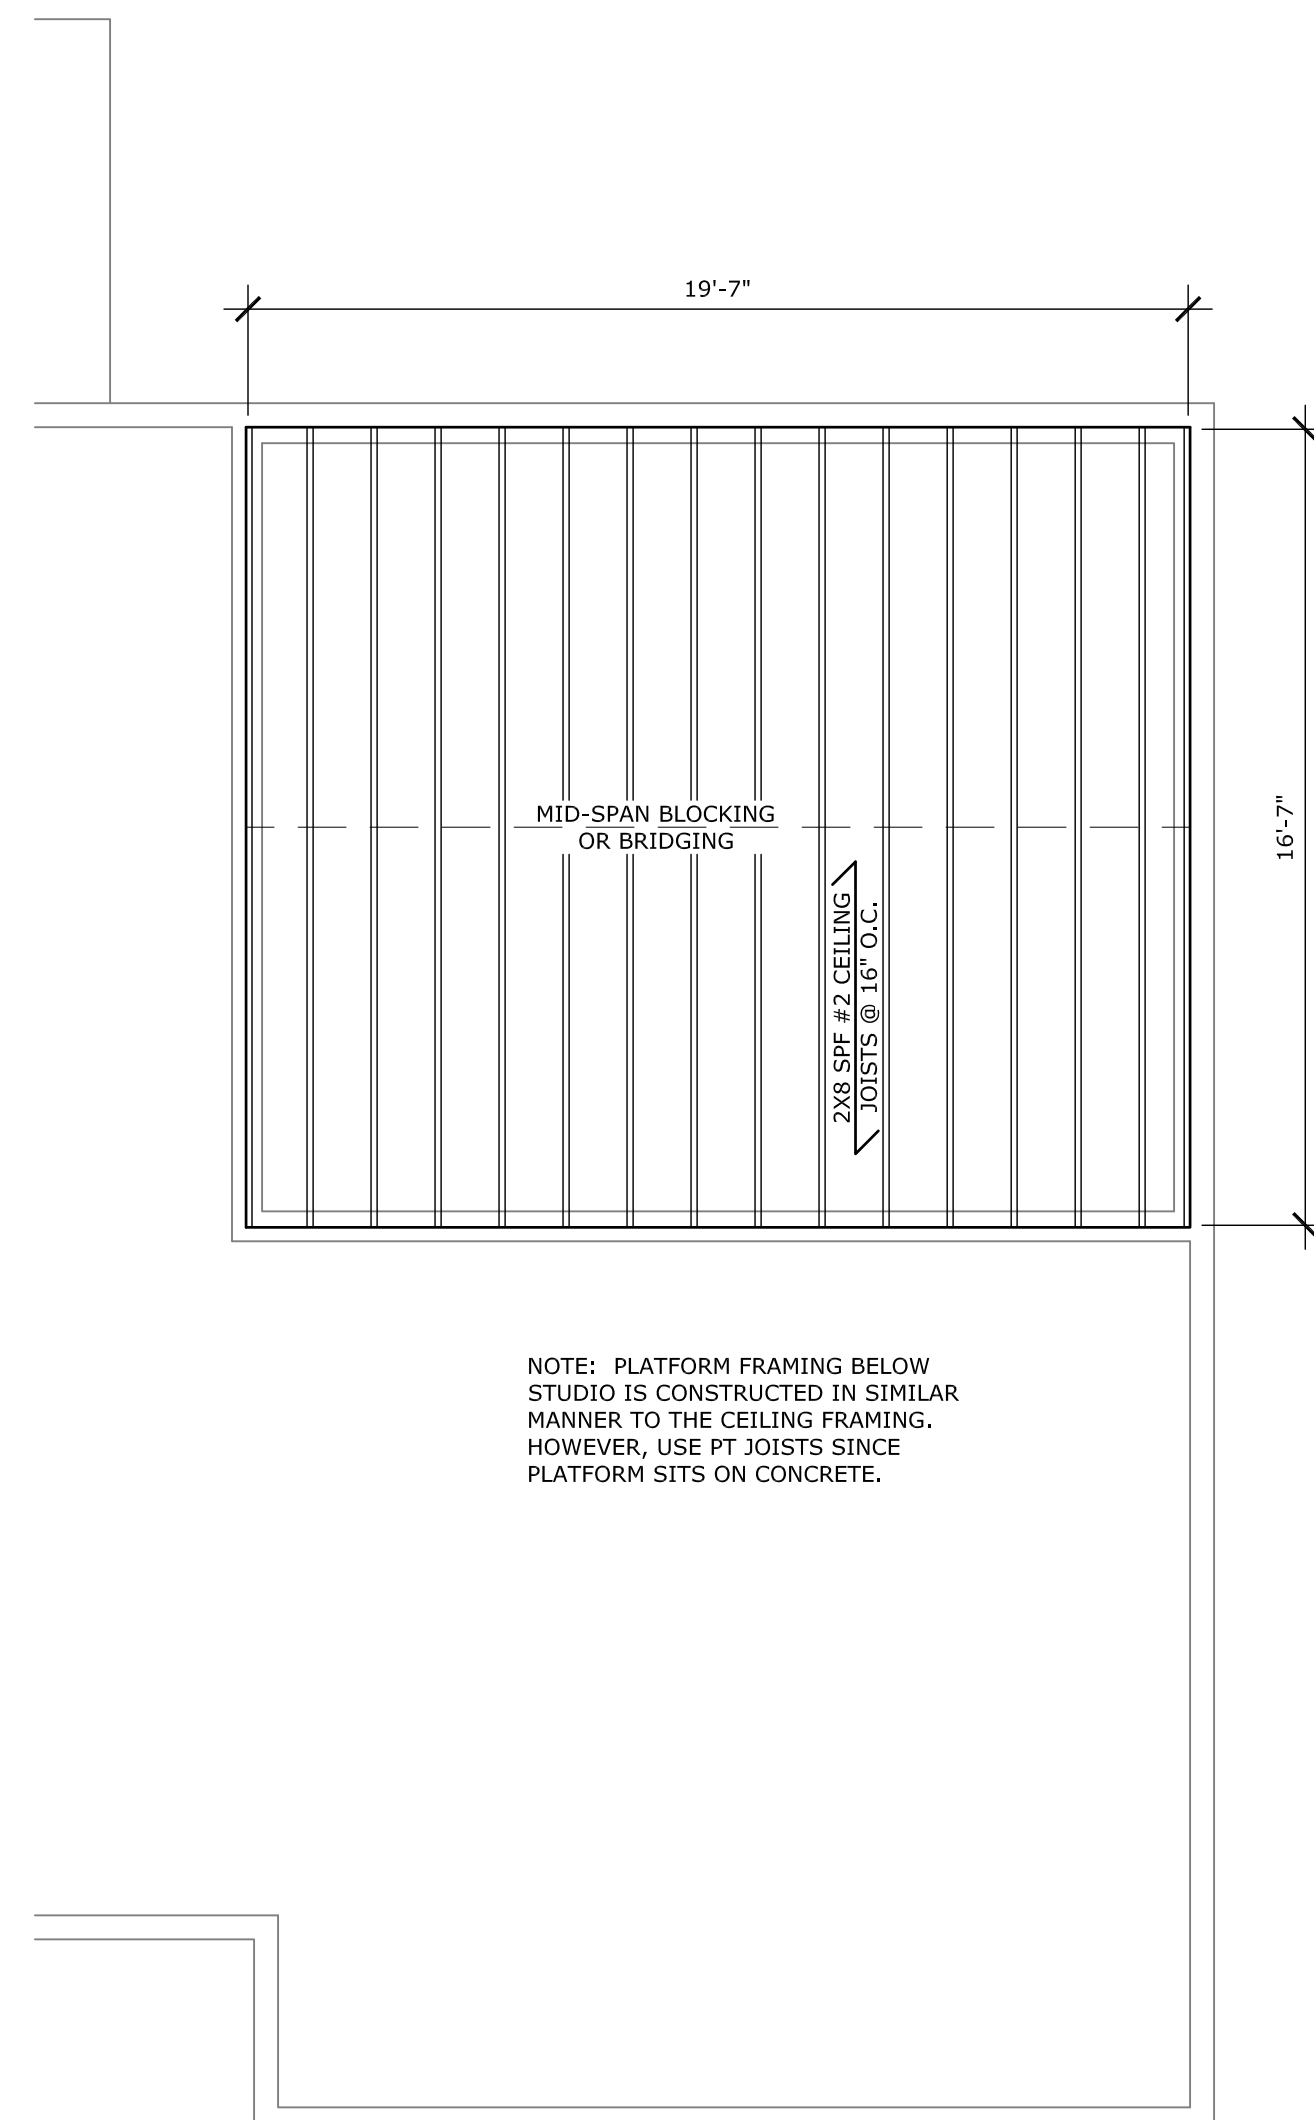 19'-7"
16'-7"
MID-SPAN BLOCKING
OR BRIDGING
2X8 SPF #2 CEILING
JOISTS @ 16" O.C.
NOTE:  PLATFORM FRAMING BELOW
STUDIO IS CONSTRUCTED IN SIMILAR
MANNER TO THE CEILING FRAMING.
HOWEVER, USE PT JOISTS SINCE
PLATFORM SITS ON CONCRETE.